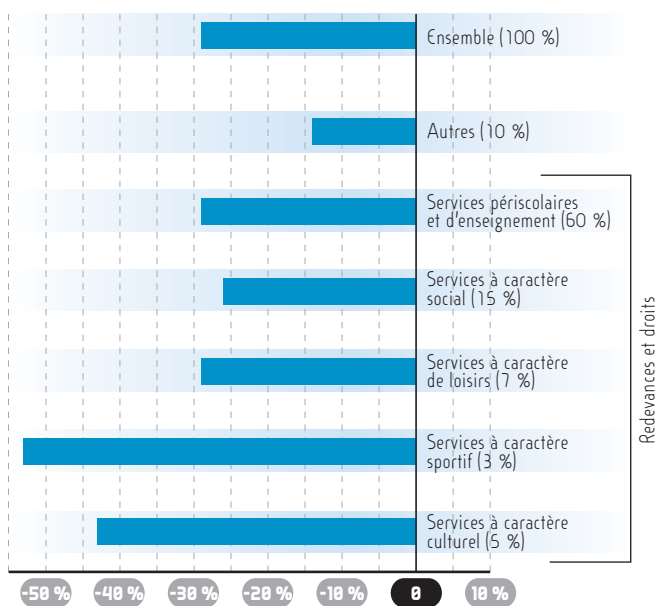 Ensemble (100 %)
Autres (10 %)
Services périscolaires
et d'enseignement (60 %)
Services à caractère
social (15 %)
Services à caractère
de loisirs (7 %)
Services à caractère
sportif (3 %)
Services à caractère
culturel (5 %)
Redevances et droits
-50 % -40 % -30 % -20 % -10 % 0 10 %